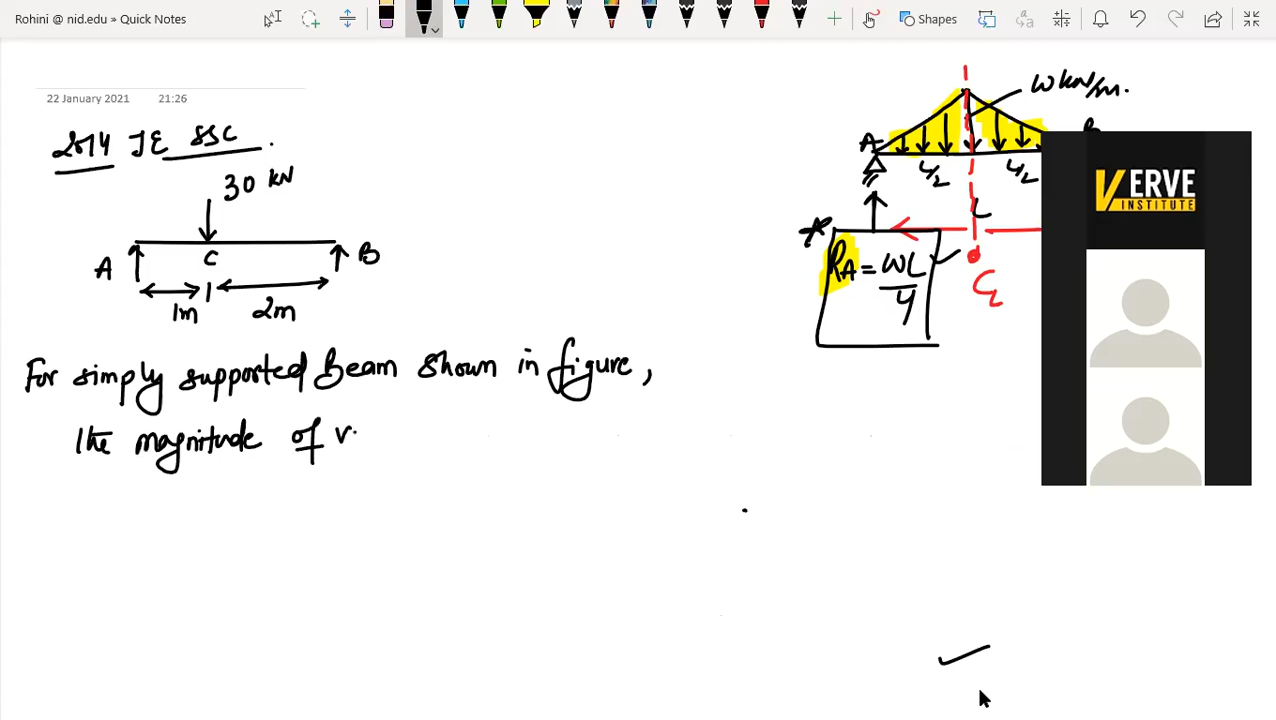 Rohini @ nid.edu » Quick Notes
Shapes
22 January 2021 21:26
2014 JE SSC.
30 kN
A C B
1m 2m
For simply supported Beam shown in figure,
the magnitude of v
w kN/m.
A
L/2 L/2
L
RA = wL/4
VERVE
INSTITUTE